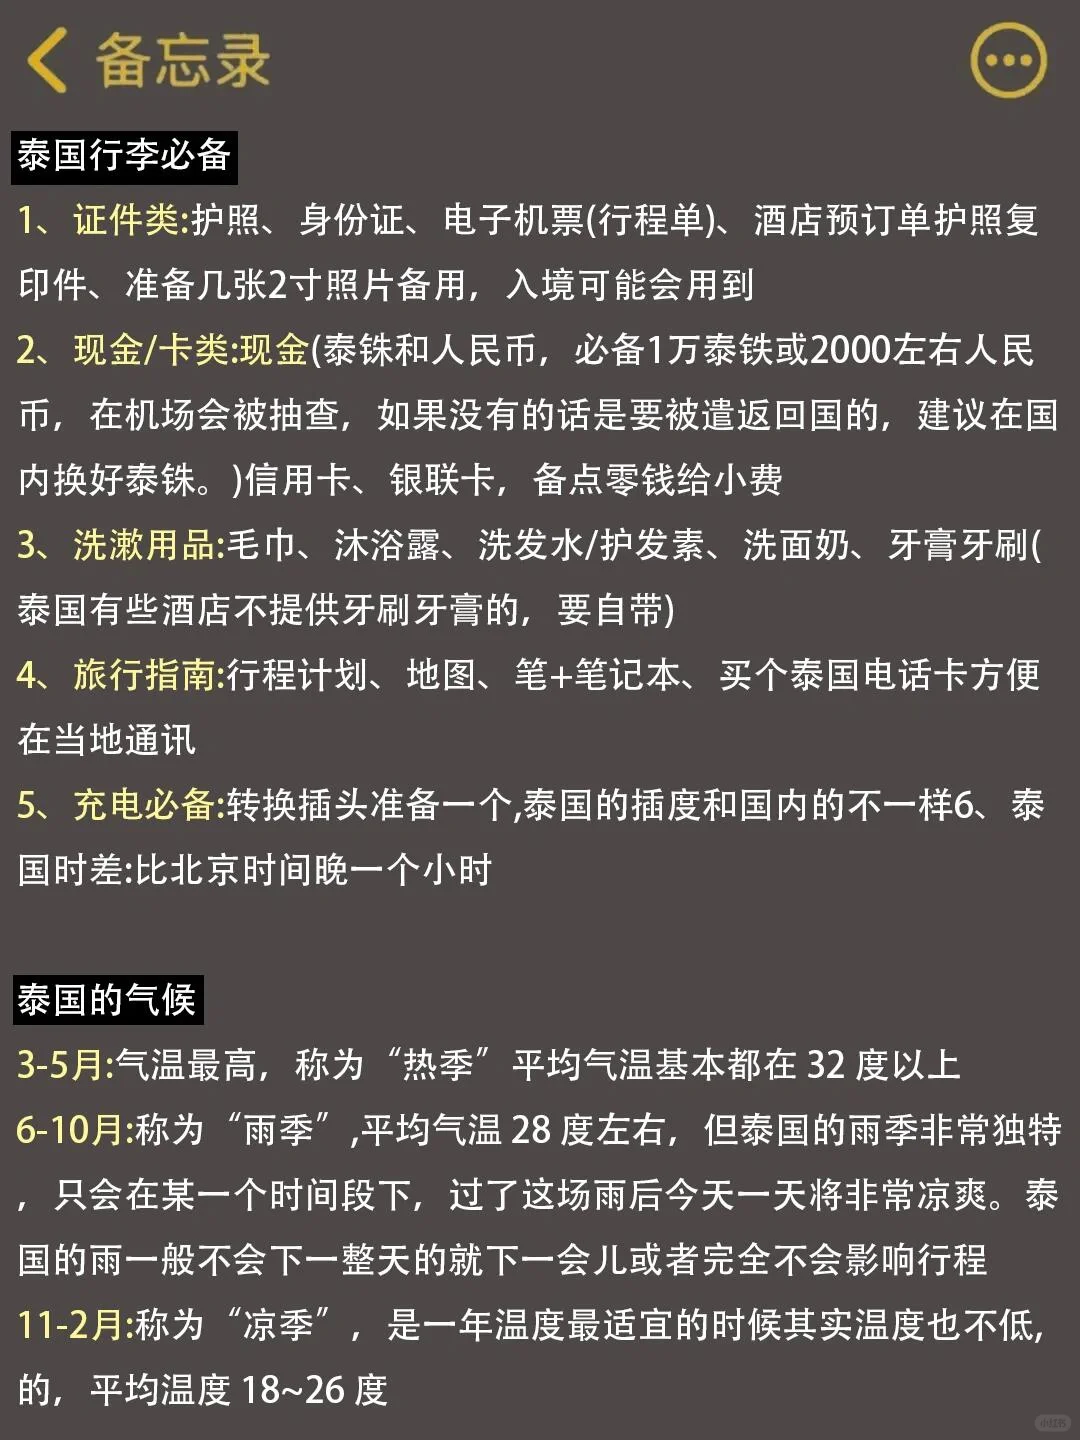 备忘录
泰国行李必备
1、证件类:护照、身份证、电子机票(行程单)、酒店预订单护照复
印件、准备几张2寸照片备用，入境可能会用到
2、现金/卡类:现金(泰铢和人民币，必备1万泰铁或2000左右人民
币，在机场会被抽查，如果没有的话是要被遣返回国的，建议在国
内换好泰铢。)信用卡、银联卡，备点零钱给小费
3、洗漱用品:毛巾、沐浴露、洗发水/护发素、洗面奶、牙膏牙刷(
泰国有些酒店不提供牙刷牙膏的，要自带)
4、旅行指南:行程计划、地图、笔+笔记本、买个泰国电话卡方便
在当地通讯
5、充电必备:转换插头准备一个,泰国的插度和国内的不一样6、泰
国时差:比北京时间晚一个小时
泰国的气候
3-5月:气温最高，称为“热季”平均气温基本都在 32 度以上
6-10月:称为“雨季”,平均气温 28 度左右，但泰国的雨季非常独特
，只会在某一个时间段下，过了这场雨后今天一天将非常凉爽。泰
国的雨一般不会下一整天的就下一会儿或者完全不会影响行程
11-2月:称为“凉季”，是一年温度最适宜的时候其实温度也不低,
的，平均温度 18~26 度
小红书